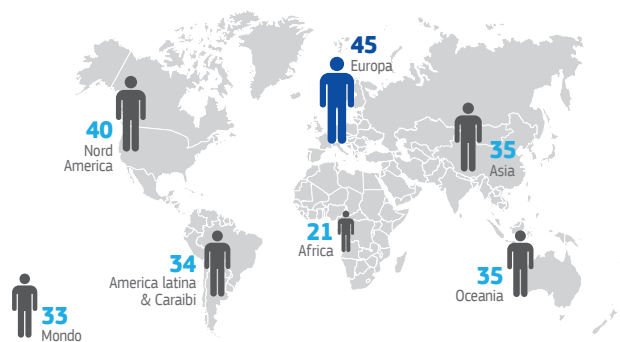 45
Europa
40
Nord
America
35
Asia
21
Africa
34
America latina
& Caraibi
35
Oceania
33
Mondo